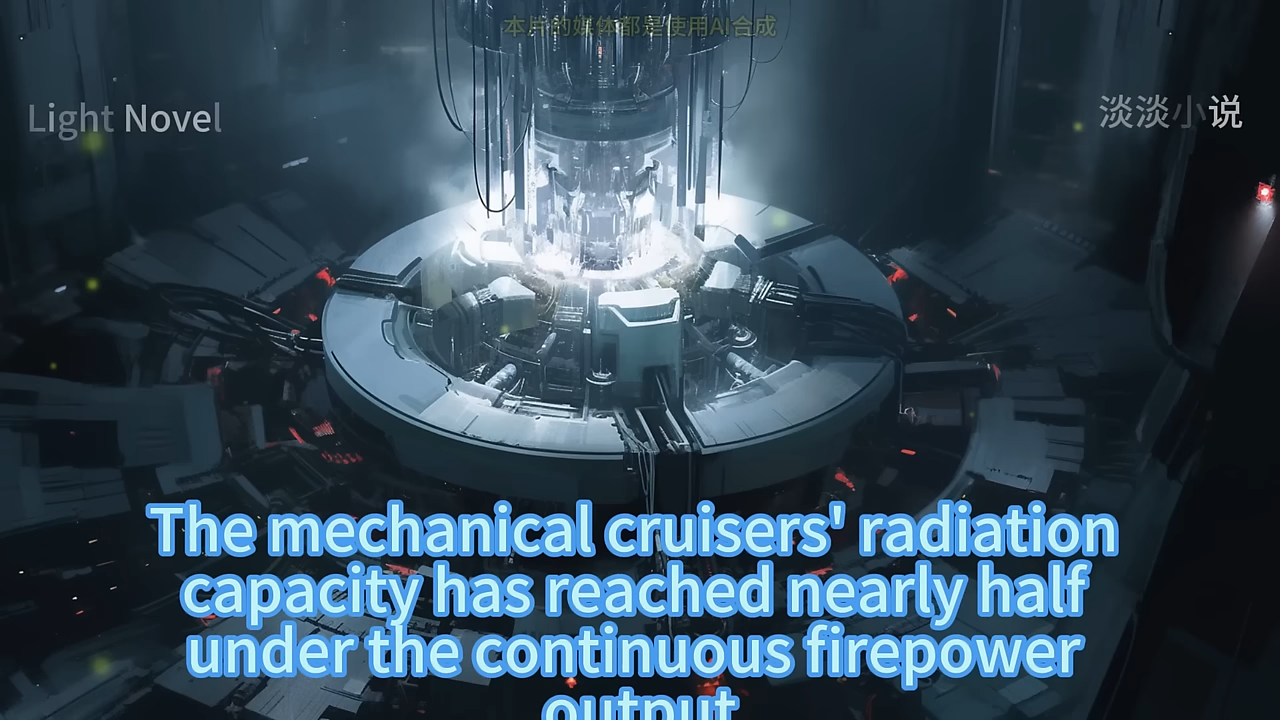 本片的媒体都是使用AI合成
Light Novel
淡淡小说
The mechanical cruisers' radiation
capacity has reached nearly half
under the continuous firepower
output